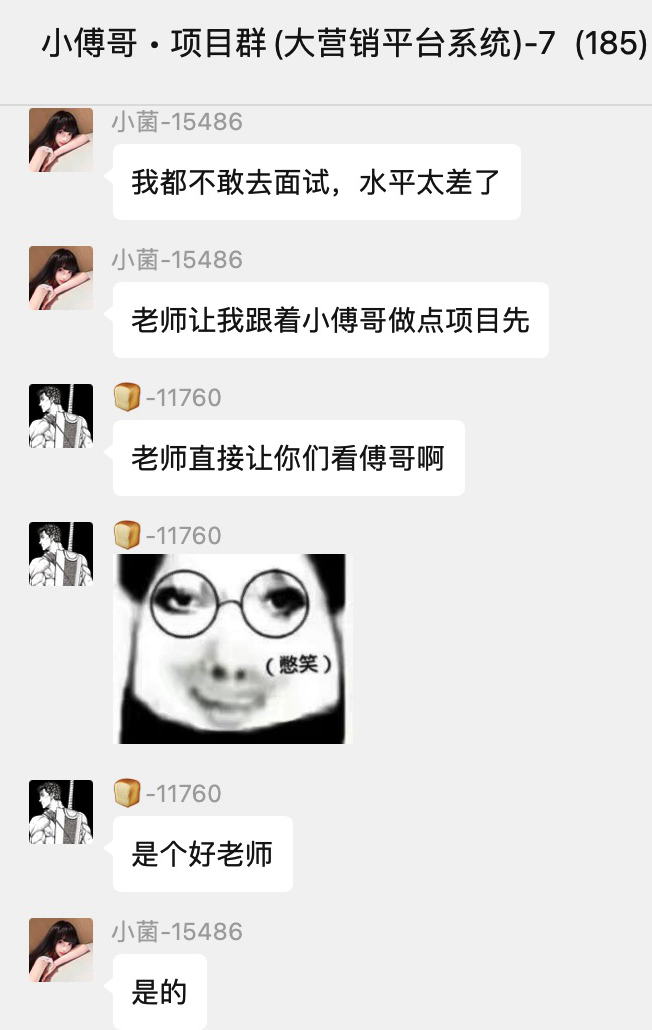 小傅哥 • 项目群(大营销平台系统)-7 (185)
小菌-15486
我都不敢去面试，水平太差了
小菌-15486
老师让我跟着小傅哥做点项目先
🍞-11760
老师直接让你们看傅哥啊
🍞-11760
（憋笑）
🍞-11760
是个好老师
小菌-15486
是的